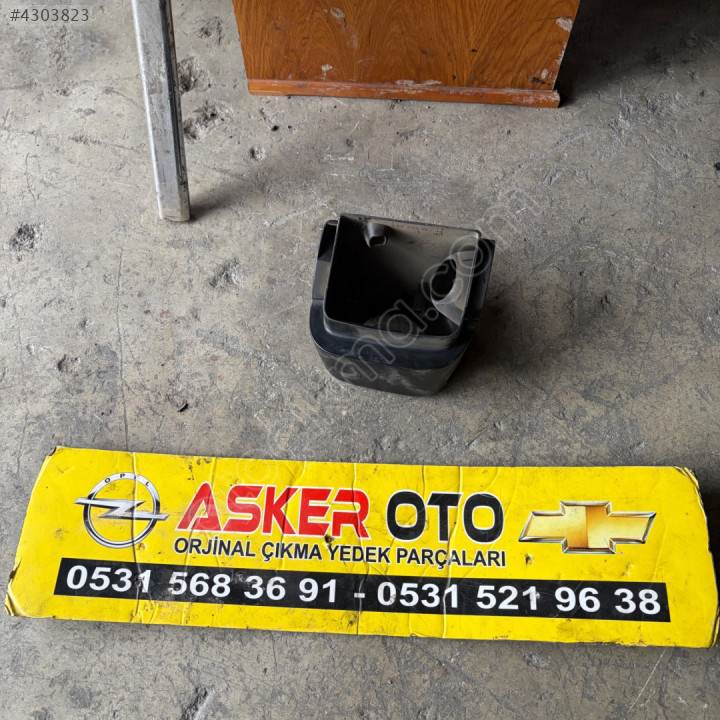 #4303823
OPEL
ASKER OTO
ORJİNAL ÇIKMA YEDEK PARÇALARI
0531 568 36 91 - 0531 521 96 38